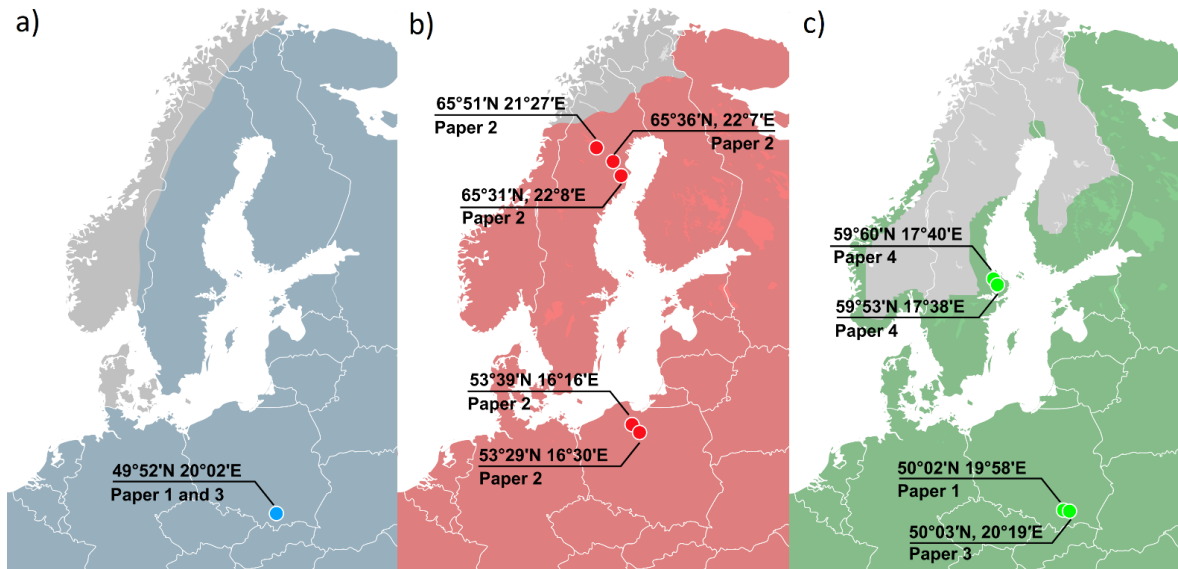 a)
49°52′N 20°02′E
Paper 1 and 3
b)
65°51′N 21°27′E
Paper 2
65°36′N, 22°7′E
Paper 2
65°31′N, 22°8′E
Paper 2
53°39′N 16°16′E
Paper 2
53°29′N 16°30′E
Paper 2
c)
59°60′N 17°40′E
Paper 4
59°53′N 17°38′E
Paper 4
50°02′N 19°58′E
Paper 1
50°03′N, 20°19′E
Paper 3